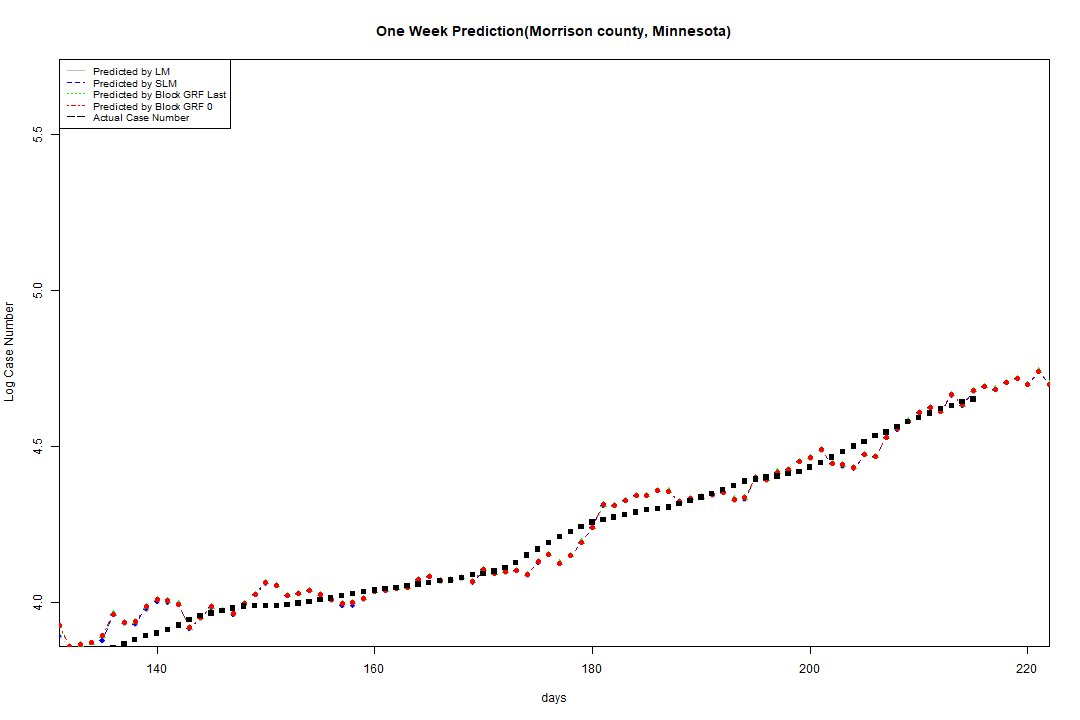 One Week Prediction(Morrison county, Minnesota)
Predicted by LM
Predicted by SLM
Predicted by Block GRF Last
Predicted by Block GRF 0
Actual Case Number
5.5
5.0
4.5
4.0
Log Case Number
140 160 180 200 220
days